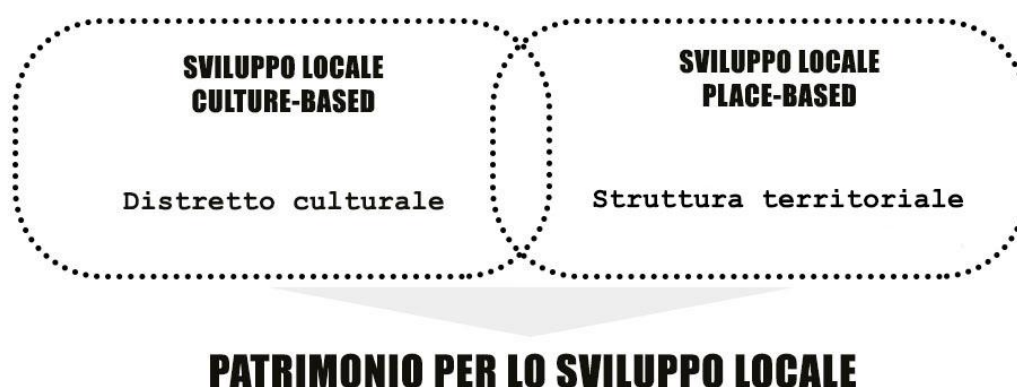 SVILUPPO LOCALE
CULTURE-BASED
Distretto culturale
SVILUPPO LOCALE
PLACE-BASED
Struttura territoriale
PATRIMONIO PER LO SVILUPPO LOCALE